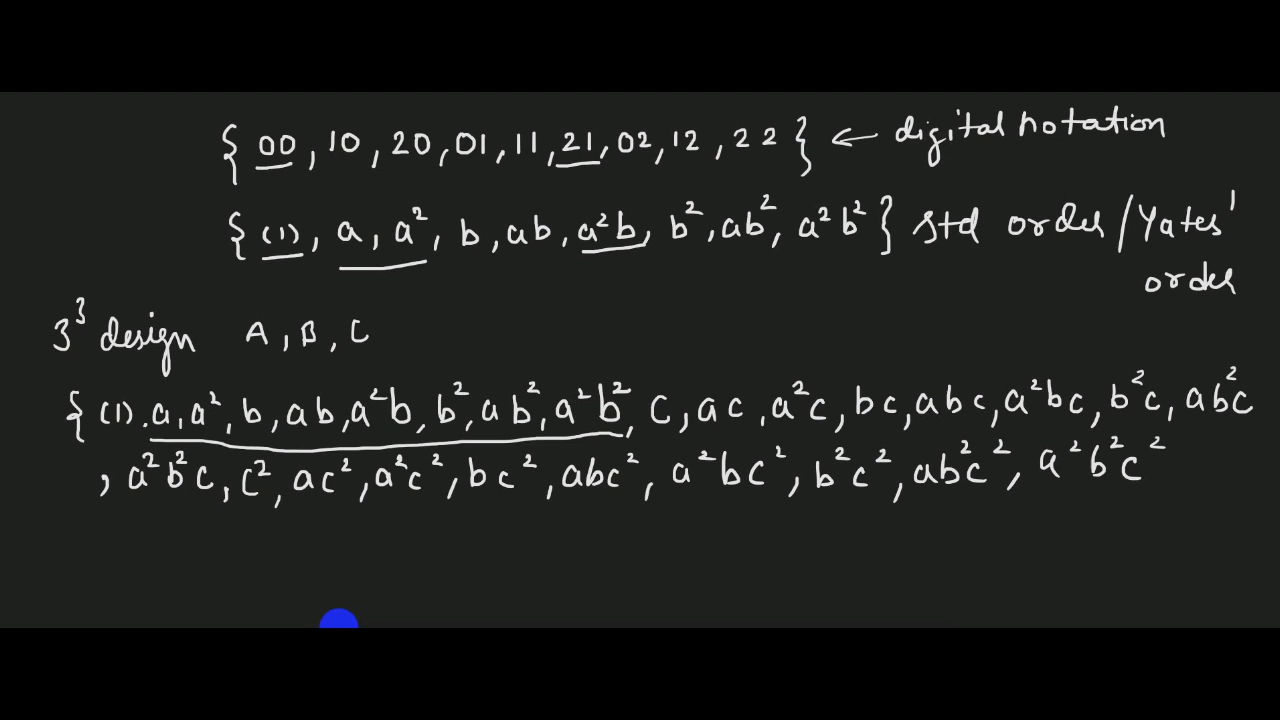 { 00, 10, 20, 01, 11, 21, 02, 12, 22 } ← digital notation
{ (1), a, a², b, ab, a²b, b², ab², a²b² } std order/Yates'
order
3³ design A, B, C
{ (1). a, a², b, ab, a²b, b², ab², a²b², C, ac, a²c, bc, abc, a²bc, b²c, ab²c
, a²b²c, c², ac², a²c², bc², abc², a²bc², b²c², ab²c², a²b²c²